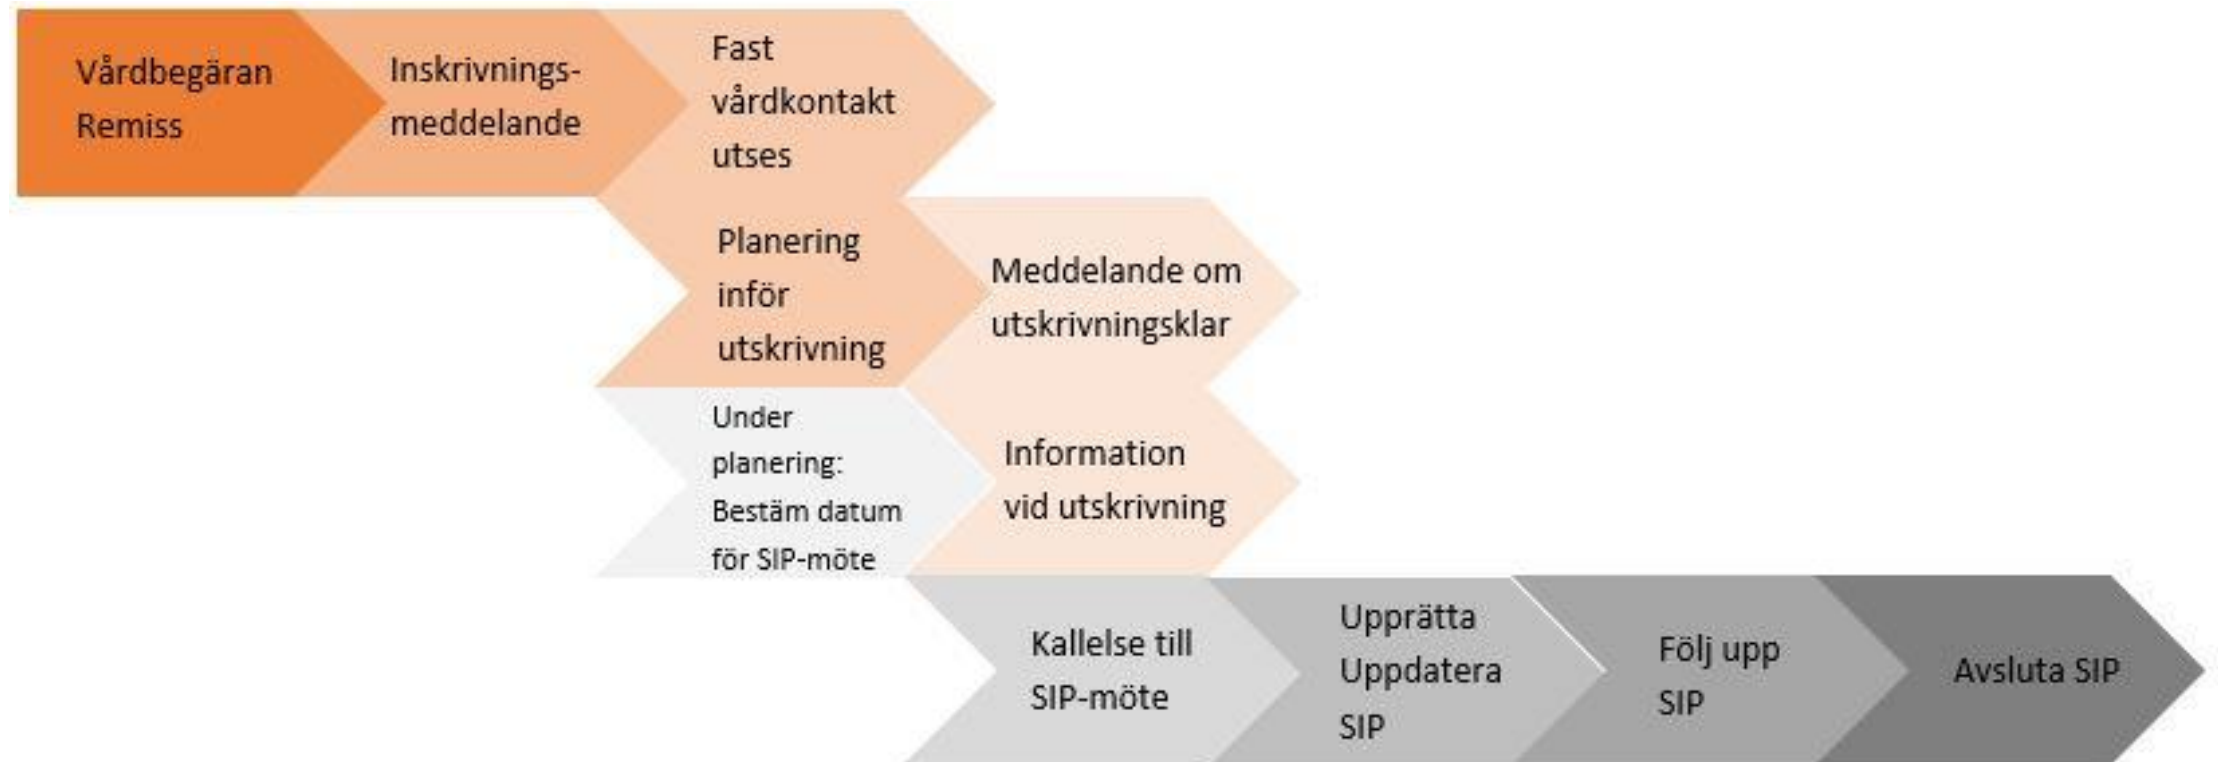 Vårdbegäran
Remiss
Inskrivnings-
meddelande
Fast
vårdkontakt
utses
Planering
inför
utskrivning
Meddelande om
utskrivningsklar
Under
planering:
Bestäm datum
för SIP-möte
Information
vid utskrivning
Kallelse till
SIP-möte
Upprätta
Uppdatera
SIP
Följ upp
SIP
Avsluta SIP